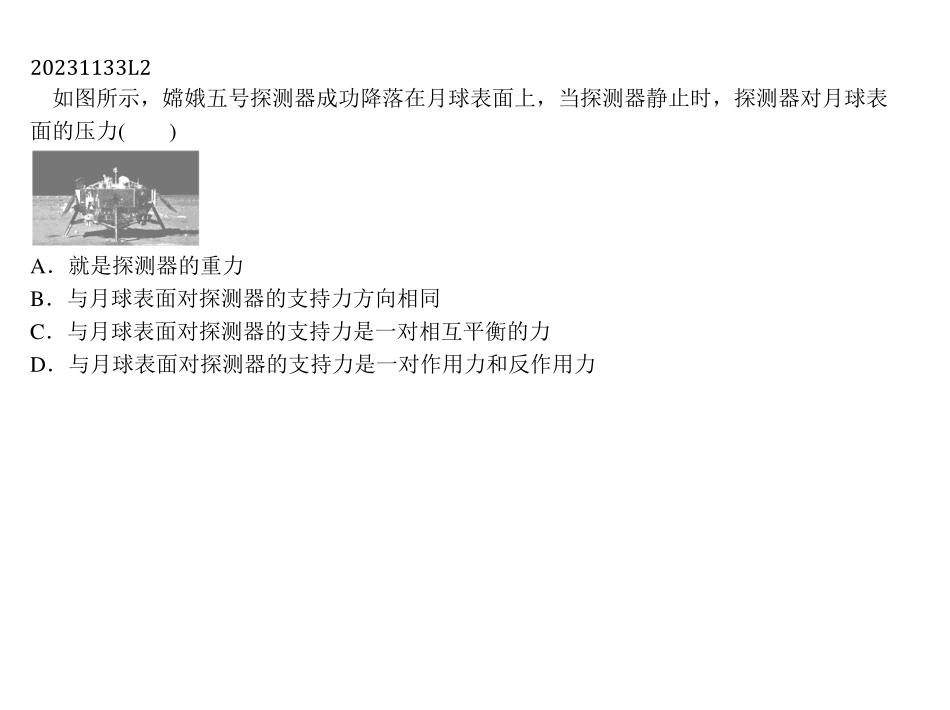 20231133L2
如图所示，嫦娥五号探测器成功降落在月球表面上，当探测器静止时，探测器对月球表
面的压力(　　)
A．就是探测器的重力
B．与月球表面对探测器的支持力方向相同
C．与月球表面对探测器的支持力是一对相互平衡的力
D．与月球表面对探测器的支持力是一对作用力和反作用力